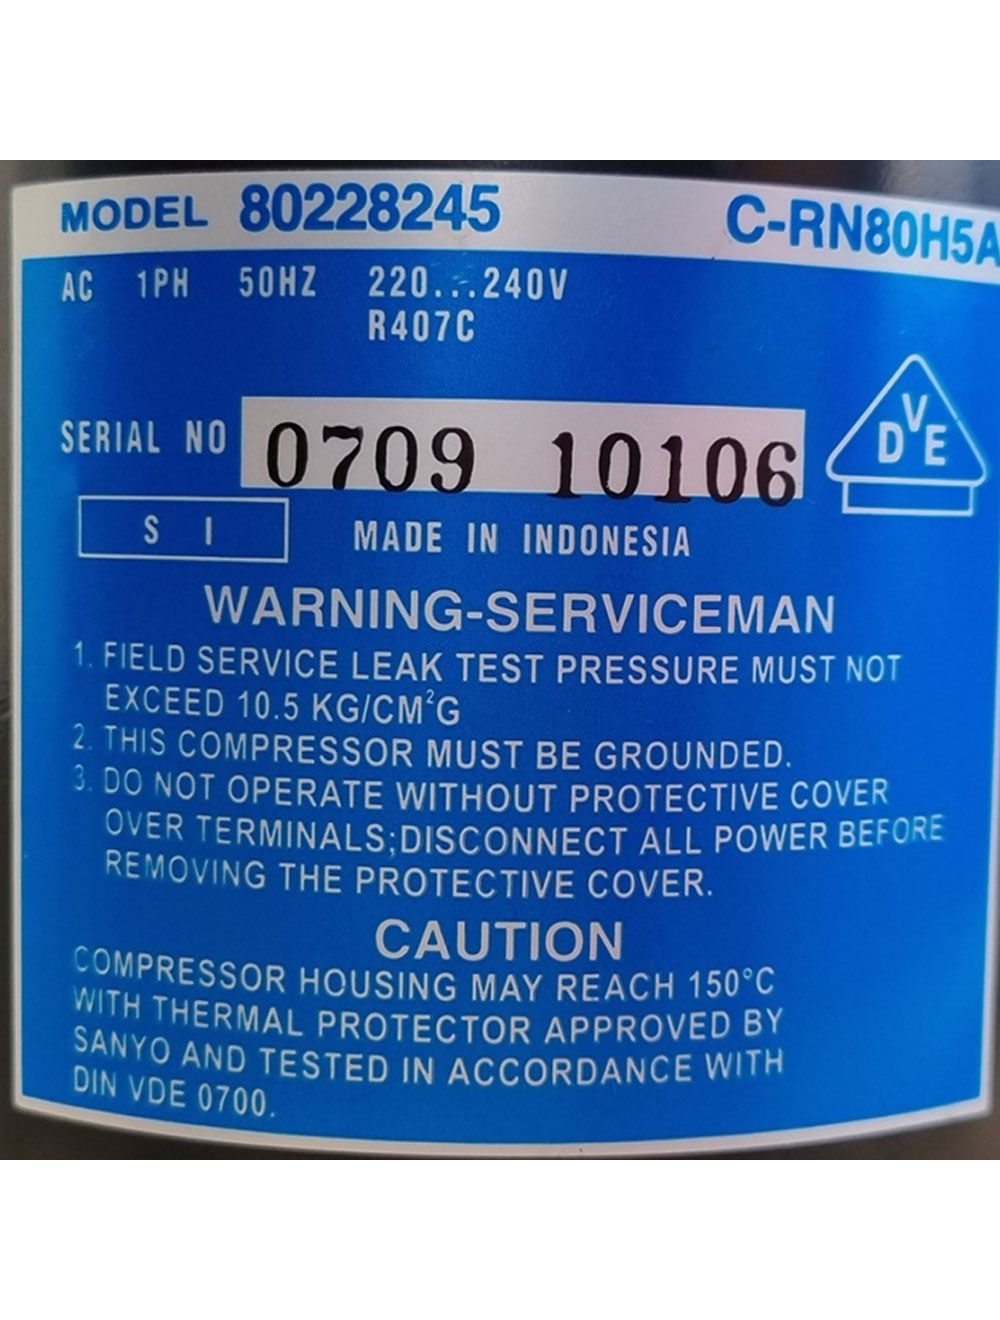 MODEL 80228245 C-RN80H5A
AC 1PH 50HZ 220...240V
R407C
SERIAL NO 0709 10106
DVE
S I
MADE IN INDONESIA
WARNING-SERVICEMAN
1. FIELD SERVICE LEAK TEST PRESSURE MUST NOT
EXCEED 10.5 KG/CM²G
2. THIS COMPRESSOR MUST BE GROUNDED.
3. DO NOT OPERATE WITHOUT PROTECTIVE COVER
OVER TERMINALS;DISCONNECT ALL POWER BEFORE
REMOVING THE PROTECTIVE COVER.
CAUTION
COMPRESSOR HOUSING MAY REACH 150°C
WITH THERMAL PROTECTOR APPROVED BY
SANYO AND TESTED IN ACCORDANCE WITH
DIN VDE 0700.